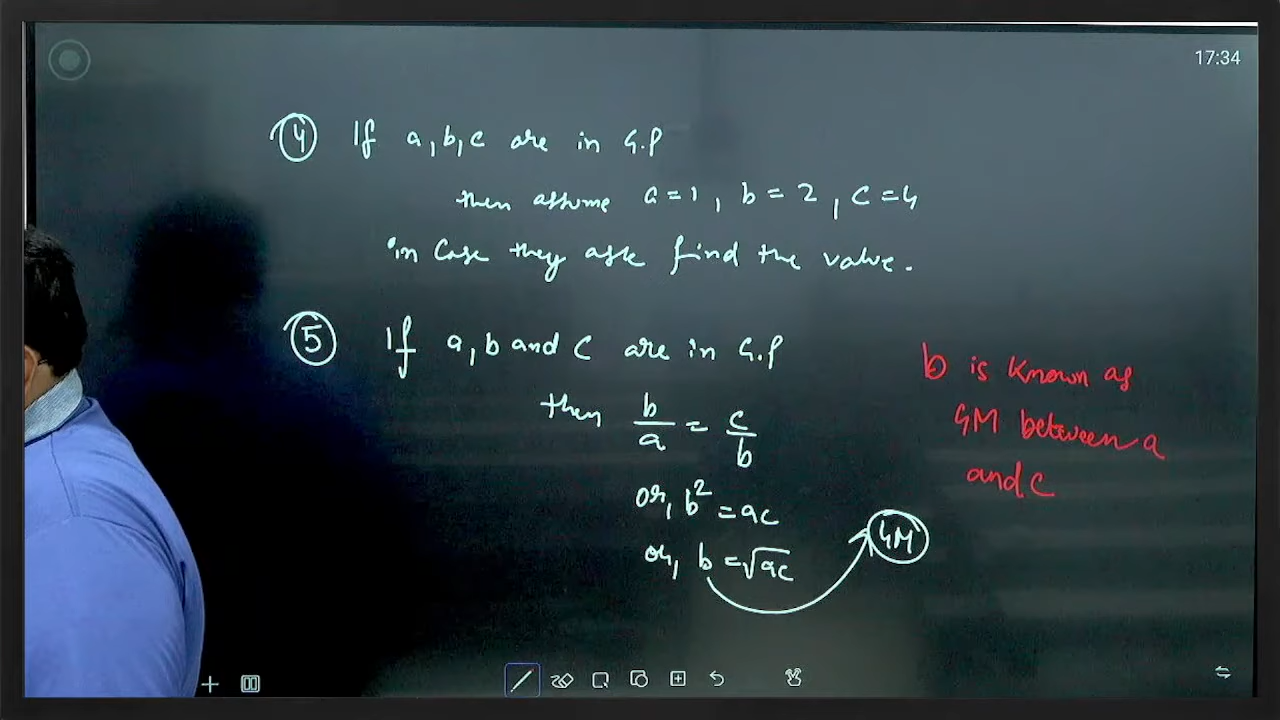 17:34
④ If a, b, c are in G.P
then assume a = 1, b = 2, c = 4
in case they ask find the value.
⑤ If a, b and c are in G.P
then b/a = c/b
or, b² = ac
or, b = √ac
GM
b is known as
GM between a
and c